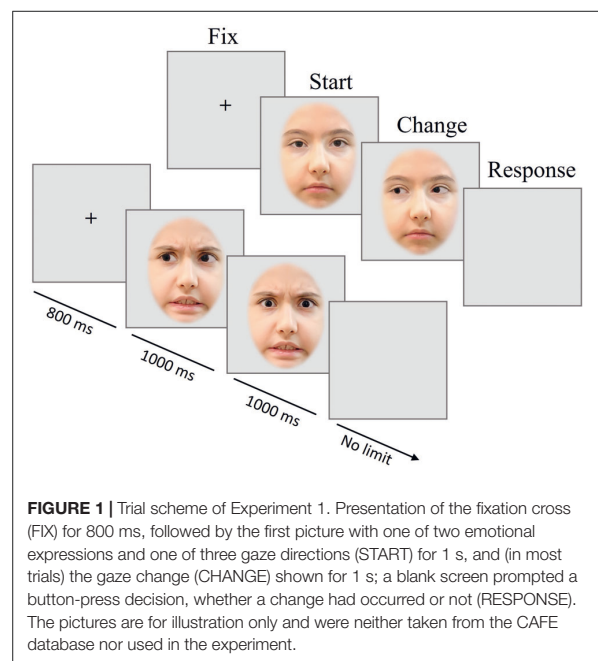 Fix
+
Start
Change
Response
+
800 ms
1000 ms
1000 ms
No limit
FIGURE 1 | Trial scheme of Experiment 1. Presentation of the fixation cross
(FIX) for 800 ms, followed by the first picture with one of two emotional
expressions and one of three gaze directions (START) for 1 s, and (in most
trials) the gaze change (CHANGE) shown for 1 s; a blank screen prompted a
button-press decision, whether a change had occurred or not (RESPONSE).
The pictures are for illustration only and were neither taken from the CAFE
database nor used in the experiment.